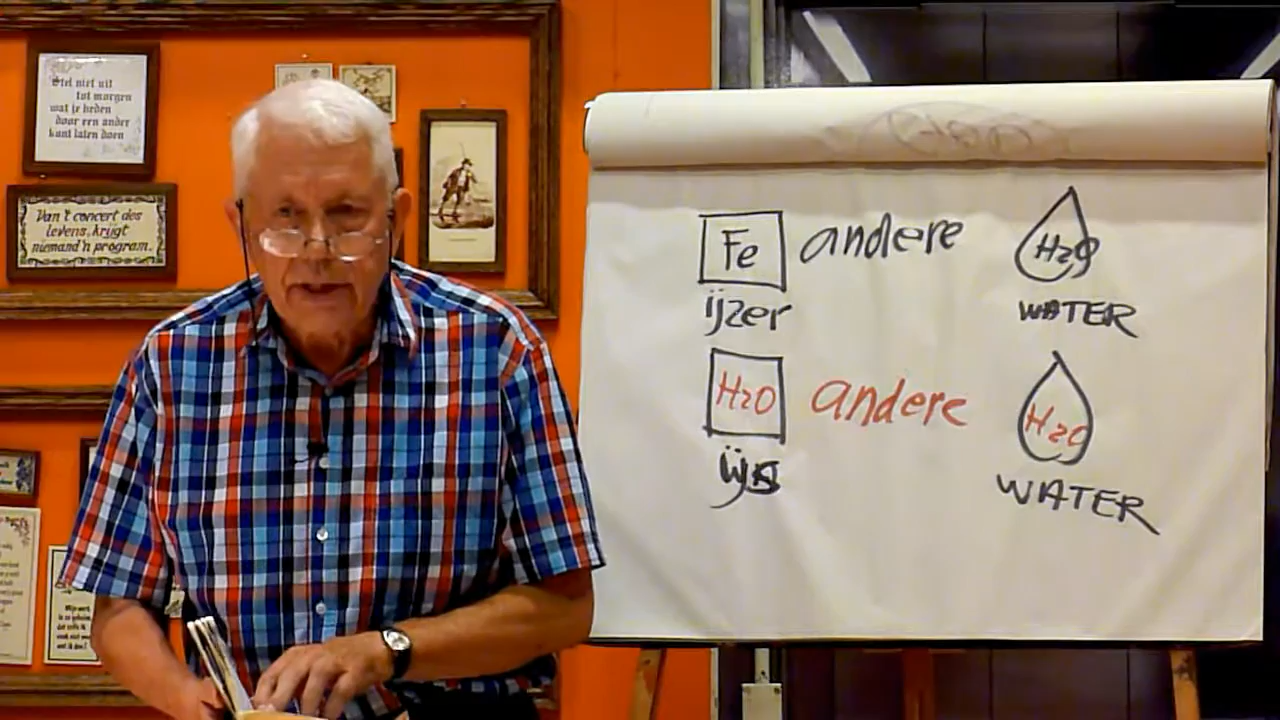 Stel niet uit
tot morgen
wat je heden
door een ander
kunt laten doen
Van 't concert des
levens, krijgt
niemand 'n program.
Fe andere H2O
ijzer WATER
H2O andere H2O
ijs WATER